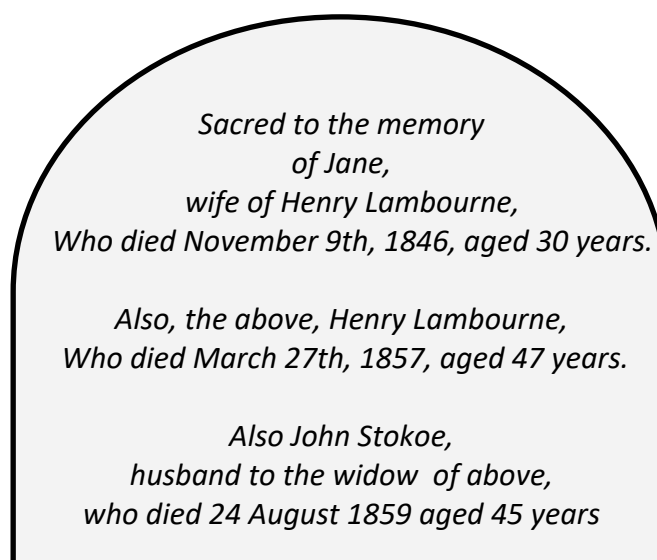 Sacred to the memory
of Jane,
wife of Henry Lambourne,
Who died November 9th, 1846, aged 30 years.
Also, the above, Henry Lambourne,
Who died March 27th, 1857, aged 47 years.
Also John Stokoe,
husband to the widow of above,
who died 24 August 1859 aged 45 years